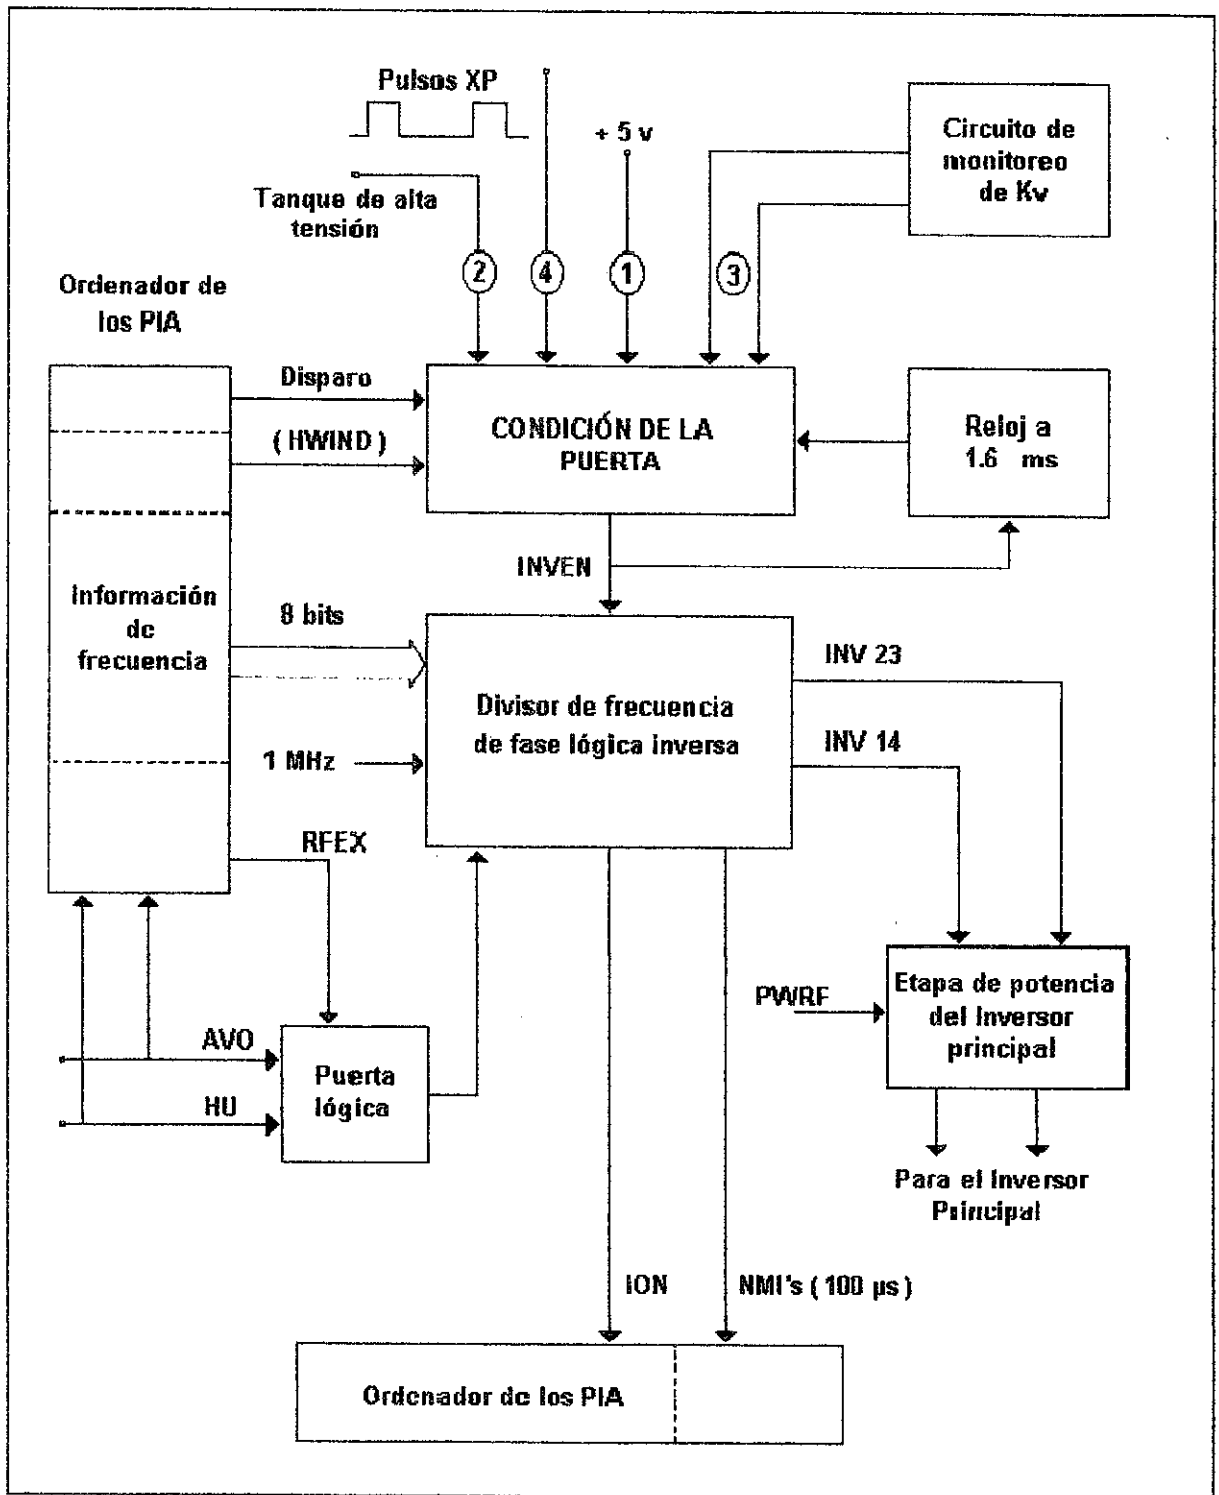 Pulsos XP
+ 5 v
Circuito de
monitoreo
de Kv
Tanque de alta
tensión
2
4
1
3
Ordenador de
los PIA
Disparo
( HWIND )
CONDICIÓN DE LA
PUERTA
Reloj a
1.6 ms
INVEN
Información
de
frecuencia
8 bits
INV 23
Divisor de frecuencia
de fase lógica inversa
INV 14
1 MHz
RFEX
PWRF
Etapa de potencia
del Inversor
principal
AVO
HU
Puerta
lógica
Para el Inversor
Principal
ION
NMI's ( 100 µs )
Ordenador de los PIA